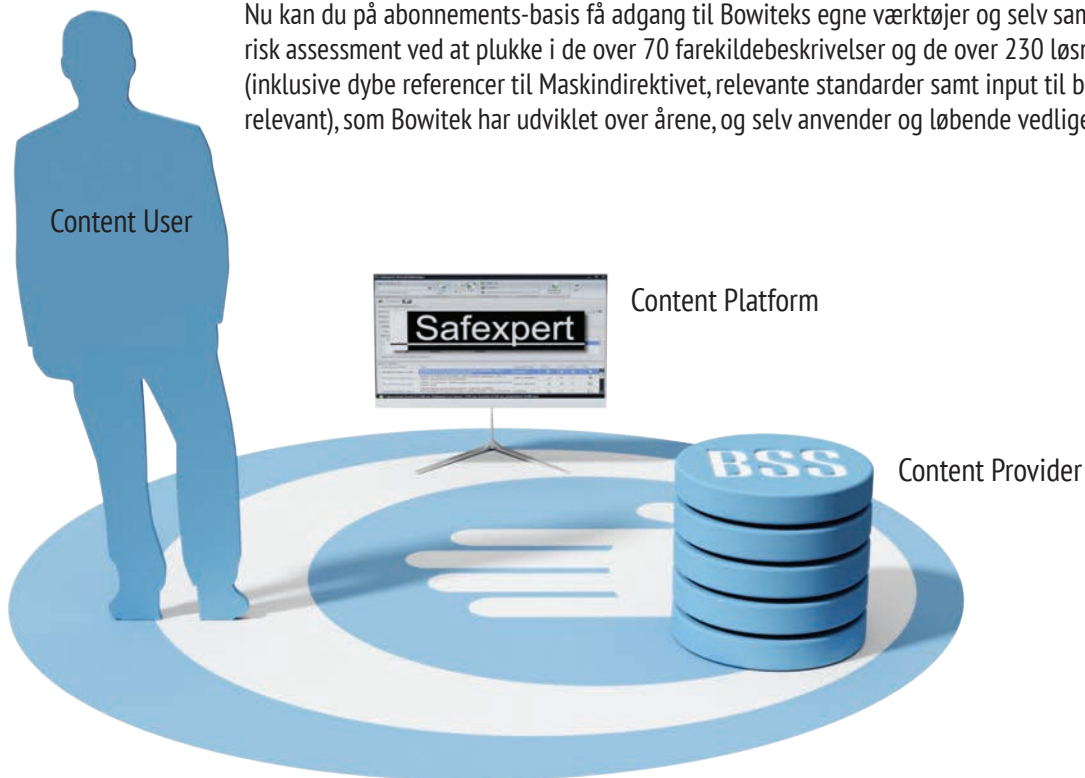 Nu kan du på abonnements-basis få adgang til Bowiteks egne værktøjer og selv
risk assessment ved at plukke i de over 70 farekildebeskrivelser og de over 230
(inklusive dybe referencer til Maskindirektivet, relevante standarder samt input til
relevant), som Bowitek har udviklet over årene, og selv anvender og løbende
Content User
Safexpert
Content Platform
BSS
Content Provider